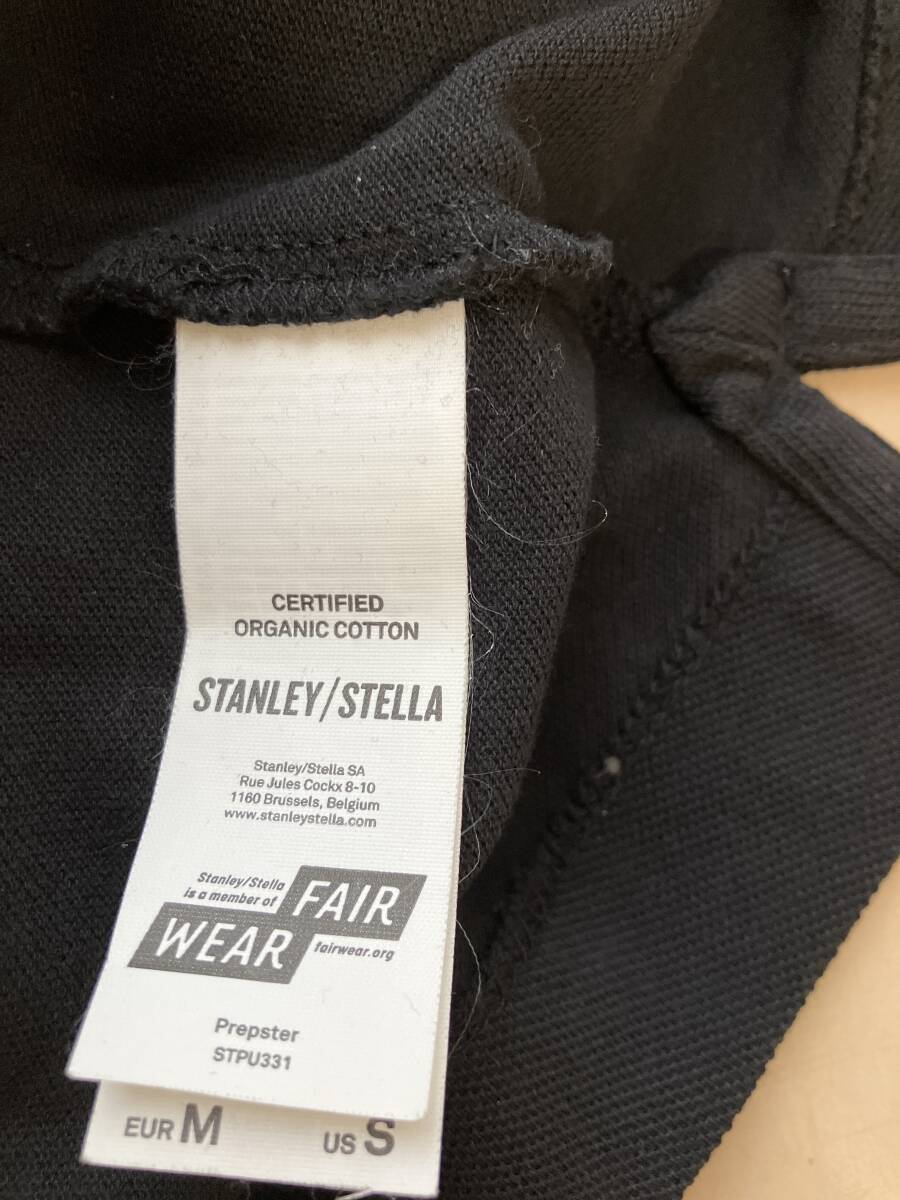 CERTIFIED
ORGANIC COTTON
STANLEY/STELLA
Stanley/Stella SA
Rue Jules Cockx 8-10
1160 Brussels, Belgium
www.stanleystella.com
Stanley/Stella
is a member of
FAIR
WEAR
fairwear.org
Prepster
STPU331
EUR M US S